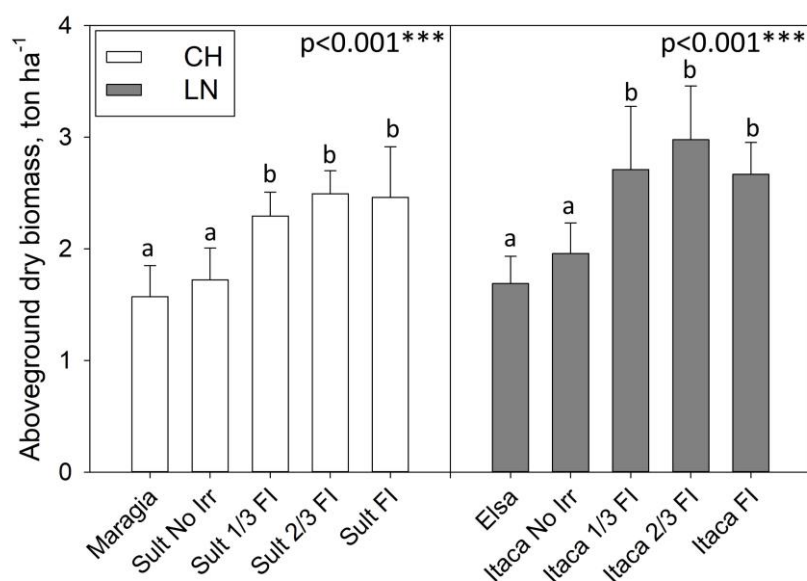 Aboveground dry biomass, ton ha-1
4
3
2
1
0
CH
LN
p<0.001***
p<0.001***
a
a
b
b
b
a
a
b
b
b
Maragia
Sult No Irr
Sult 1/3 FI
Sult 2/3 FI
Sult FI
Elsa
Itaca No Irr
Itaca 1/3 FI
Itaca 2/3 FI
Itaca FI